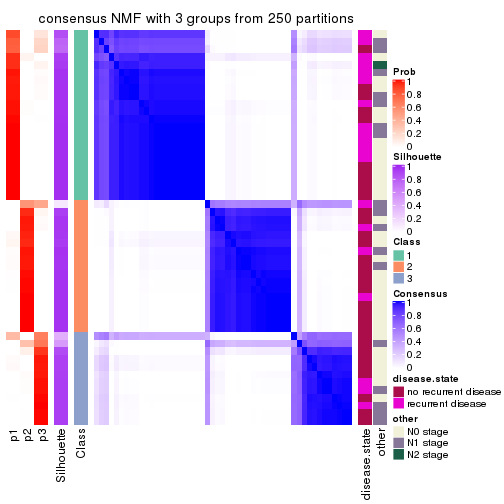 consensus NMF with 3 groups from 250 partitions
Prob
1
0.8
0.6
0.4
0.2
0
Silhouette
1
0.8
0.6
0.4
0.2
0
Class
1
2
3
Consensus
1
0.8
0.6
0.4
0.2
0
disease.state
no recurrent disease
recurrent disease
other
N0 stage
N1 stage
N2 stage
p1
p2
p3
Silhouette
Class
disease.state
other